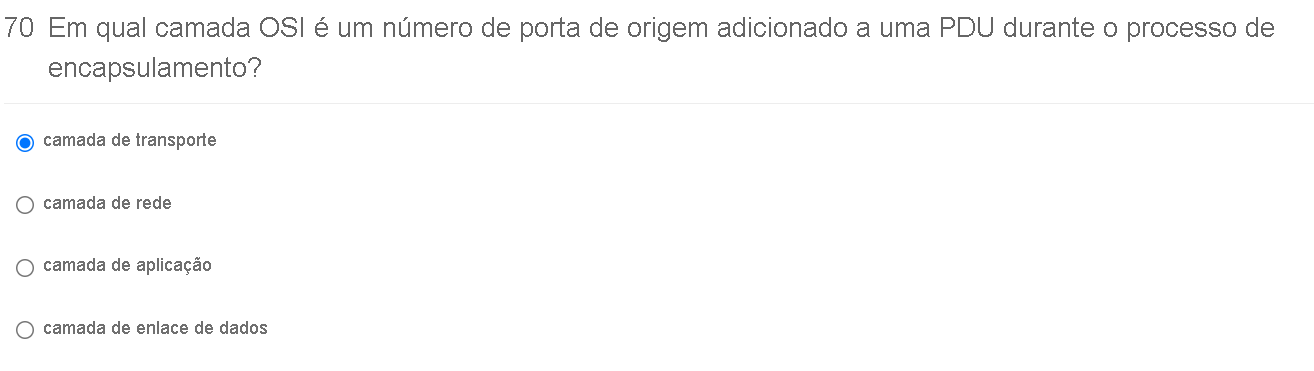 70 Em qual camada OSI é um número de porta de origem adicionado a uma PDU durante o processo de
encapsulamento?
camada de transporte
camada de rede
camada de aplicação
camada de enlace de dados